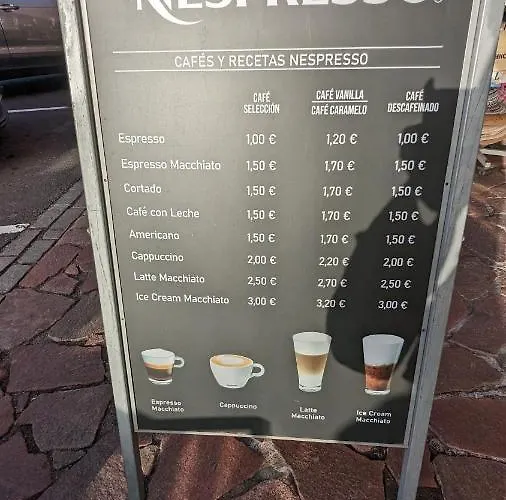 NESPRESSO
CAFÉS Y RECETAS NESPRESSO
CAFÉ SELECCIÓN
CAFÉ VANILLA
CAFÉ CARAMELO
CAFÉ DESCAFEINADO
Espresso 1,00 € 1,20 € 1,00 €
Espresso Macchiato 1,50 € 1,70 € 1,50 €
Cortado 1,50 € 1,70 € 1,50 €
Café con Leche 1,50 € 1,70 € 1,50 €
Americano 1,50 € 1,70 € 1,50 €
Cappuccino 2,00 € 2,20 € 2,00 €
Latte Macchiato 2,50 € 2,70 € 2,50 €
Ice Cream Macchiato 3,00 € 3,20 € 3,00 €
Espresso Macchiato
Cappuccino
Latte Macchiato
Ice Cream Macchiato